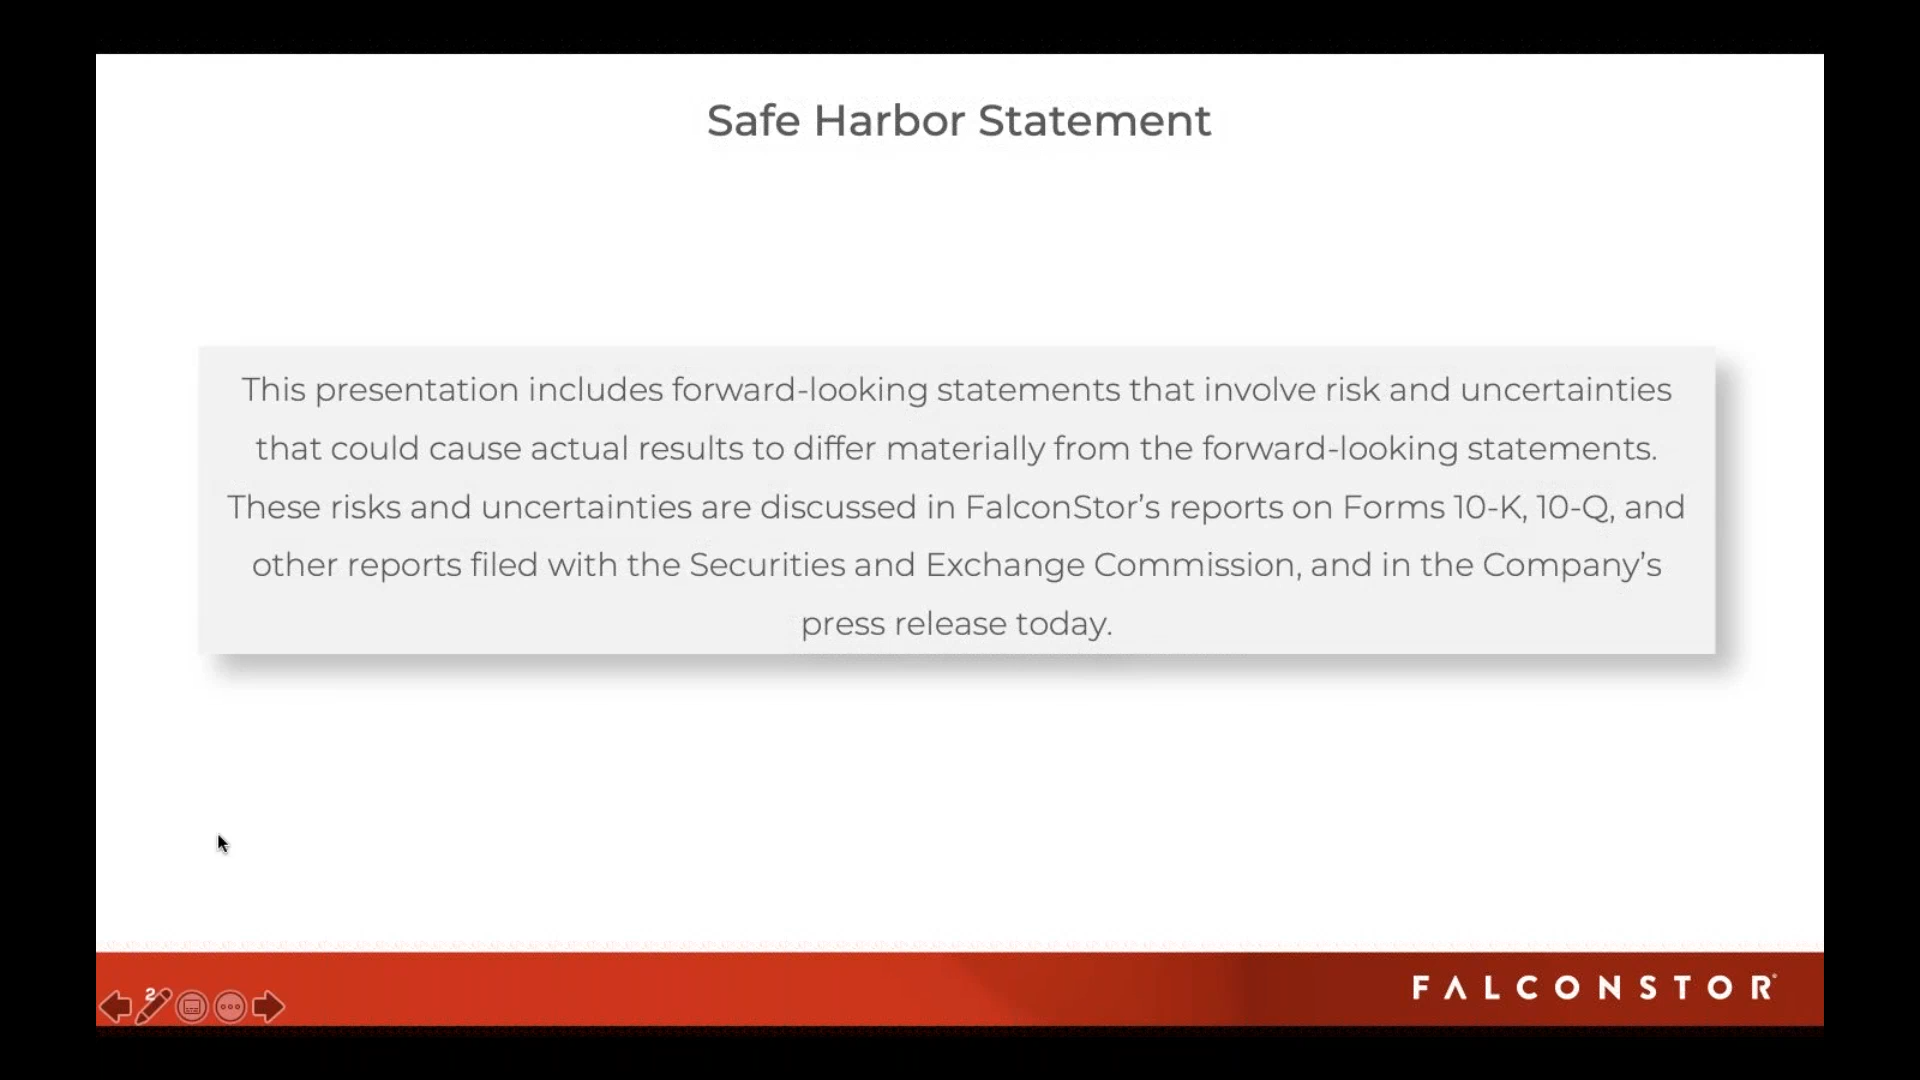 Safe Harbor Statement
This presentation includes forward-looking statements that involve risk and uncertainties
that could cause actual results to differ materially from the forward-looking statements.
These risks and uncertainties are discussed in FalconStor’s reports on Forms 10-K, 10-Q, and
other reports filed with the Securities and Exchange Commission, and in the Company’s
press release today.
2
FALCONSTOR